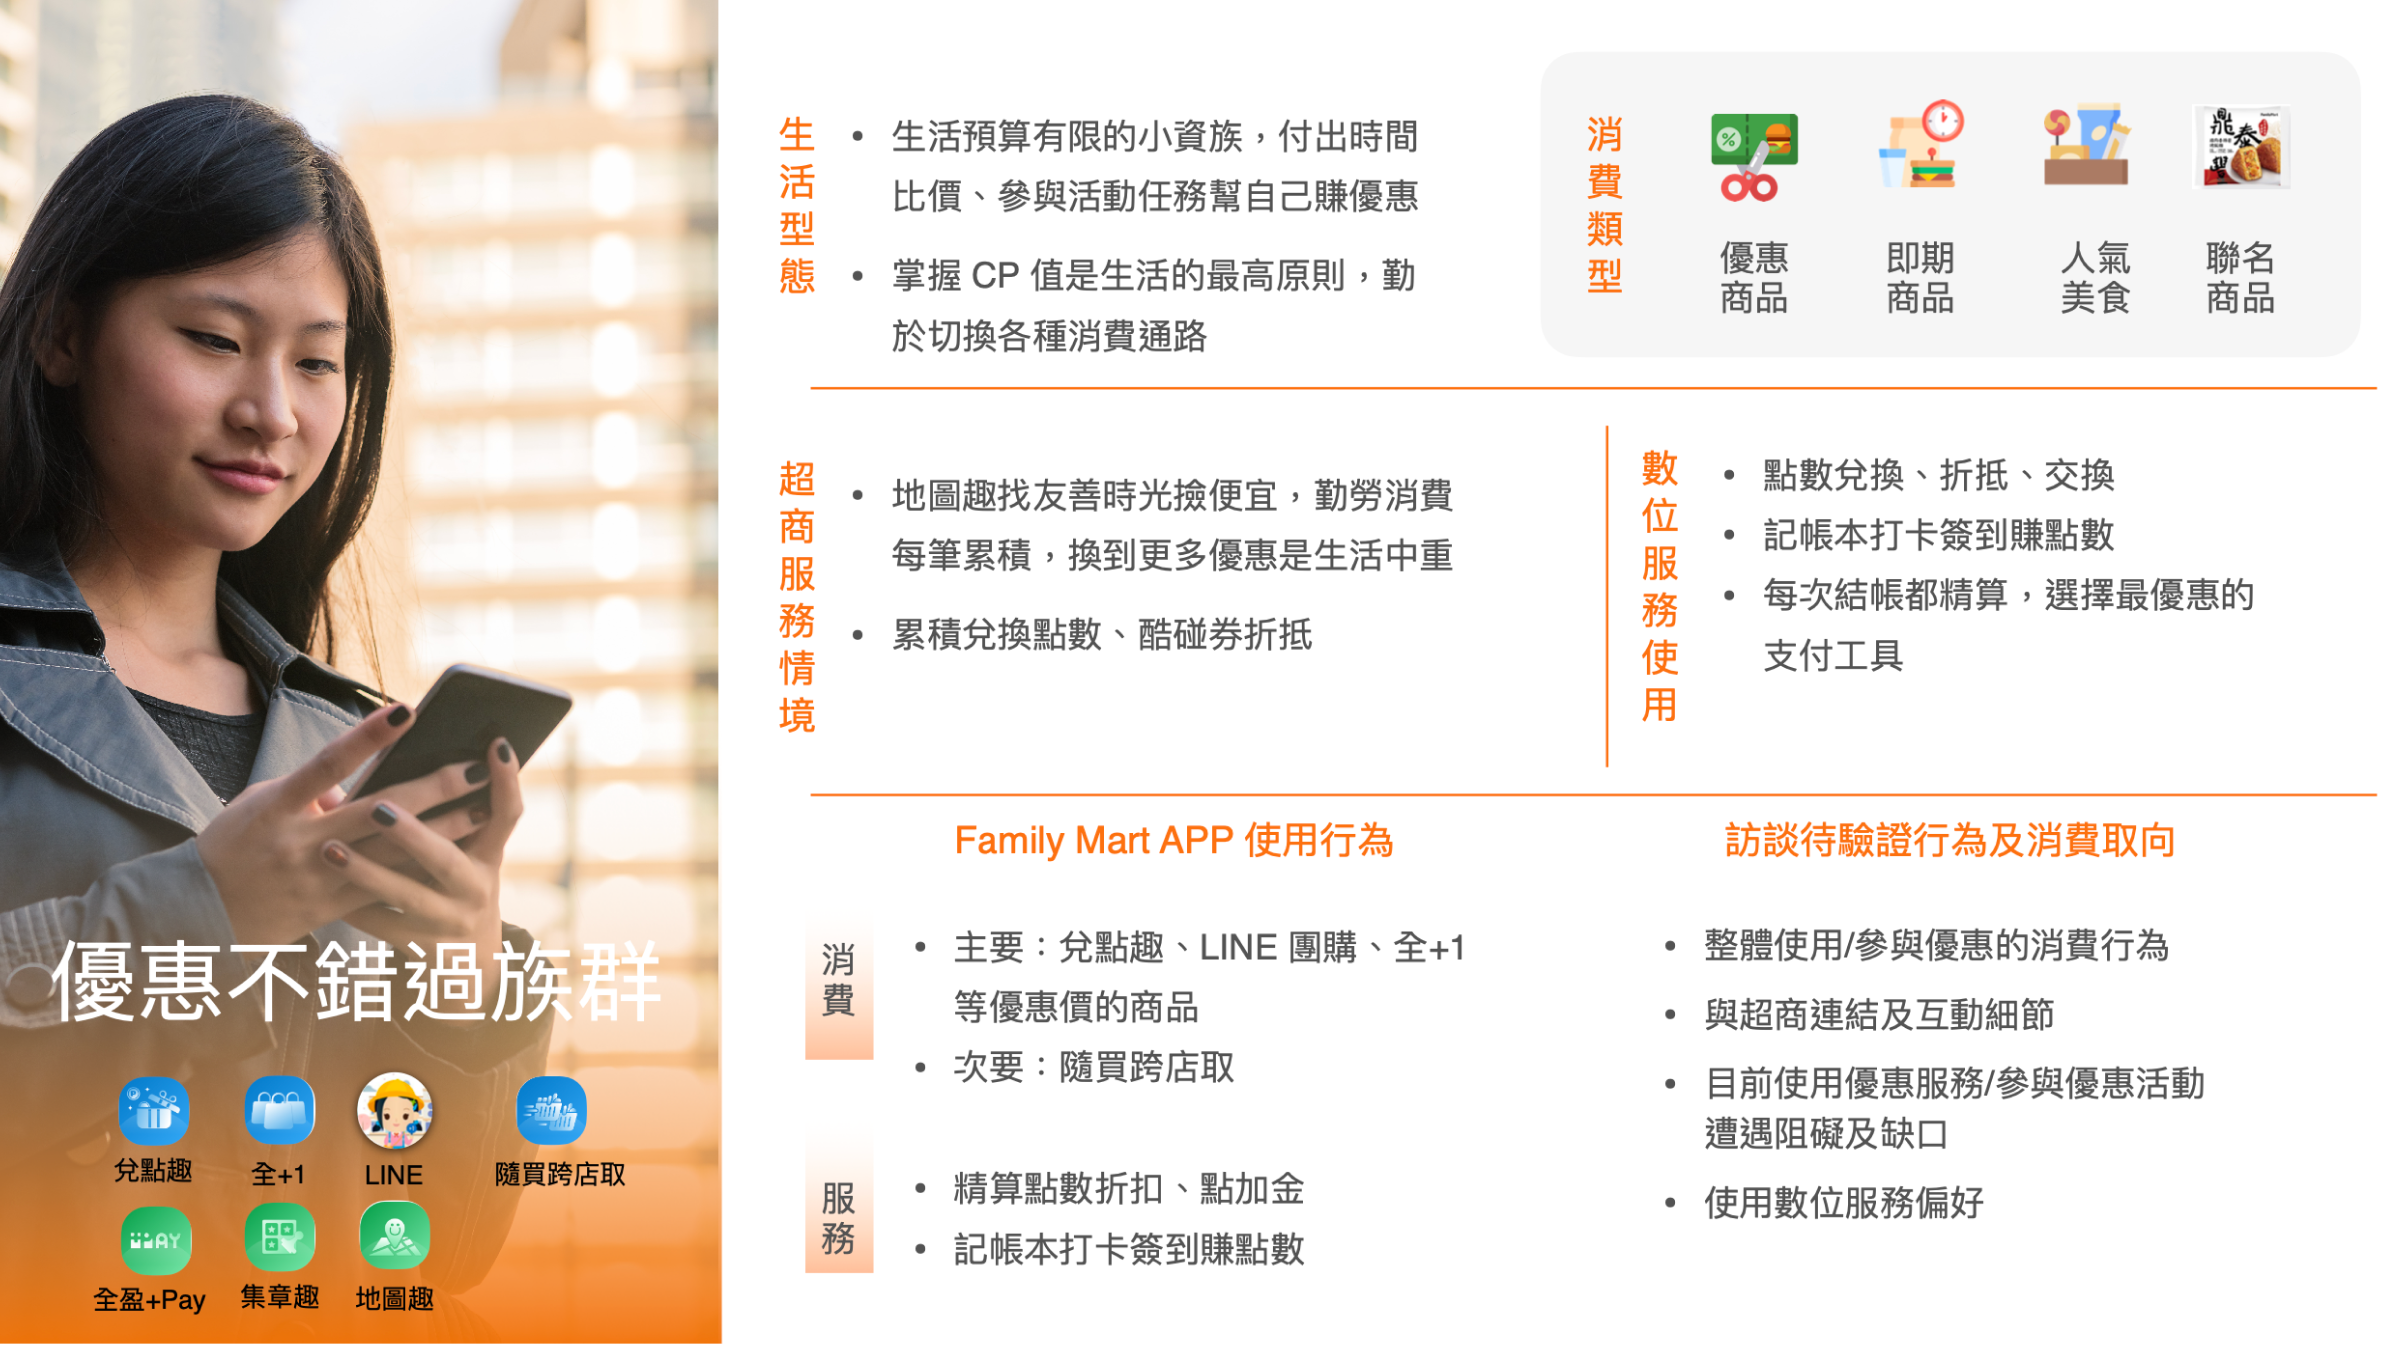 優惠不錯過族群
兌點趣
全+1
LINE
隨買跨店取
PAY
全盈+Pay
集章趣
地圖趣
生活型態
• 生活預算有限的小資族，付出時間
比價、參與活動任務幫自己賺優惠
• 掌握 CP 值是生活的最高原則，勤
於切換各種消費通路
消費類型
優惠
商品
即期
商品
人氣
美食
鼎泰豐
聯名
商品
超商服務情境
• 地圖趣找友善時光撿便宜，勤勞消費
每筆累積，換到更多優惠是生活中重
• 累積兌換點數、酷碰券折抵
數位服務使用
• 點數兌換、折抵、交換
• 記帳本打卡簽到賺點數
• 每次結帳都精算，選擇最優惠的
支付工具
Family Mart APP 使用行為
消費
• 主要：兌點趣、LINE 團購、全+1
等優惠價的商品
• 次要：隨買跨店取
服務
• 精算點數折扣、點加金
• 記帳本打卡簽到賺點數
訪談待驗證行為及消費取向
• 整體使用/參與優惠的消費行為
• 與超商連結及互動細節
• 目前使用優惠服務/參與優惠活動
遭遇阻礙及缺口
• 使用數位服務偏好